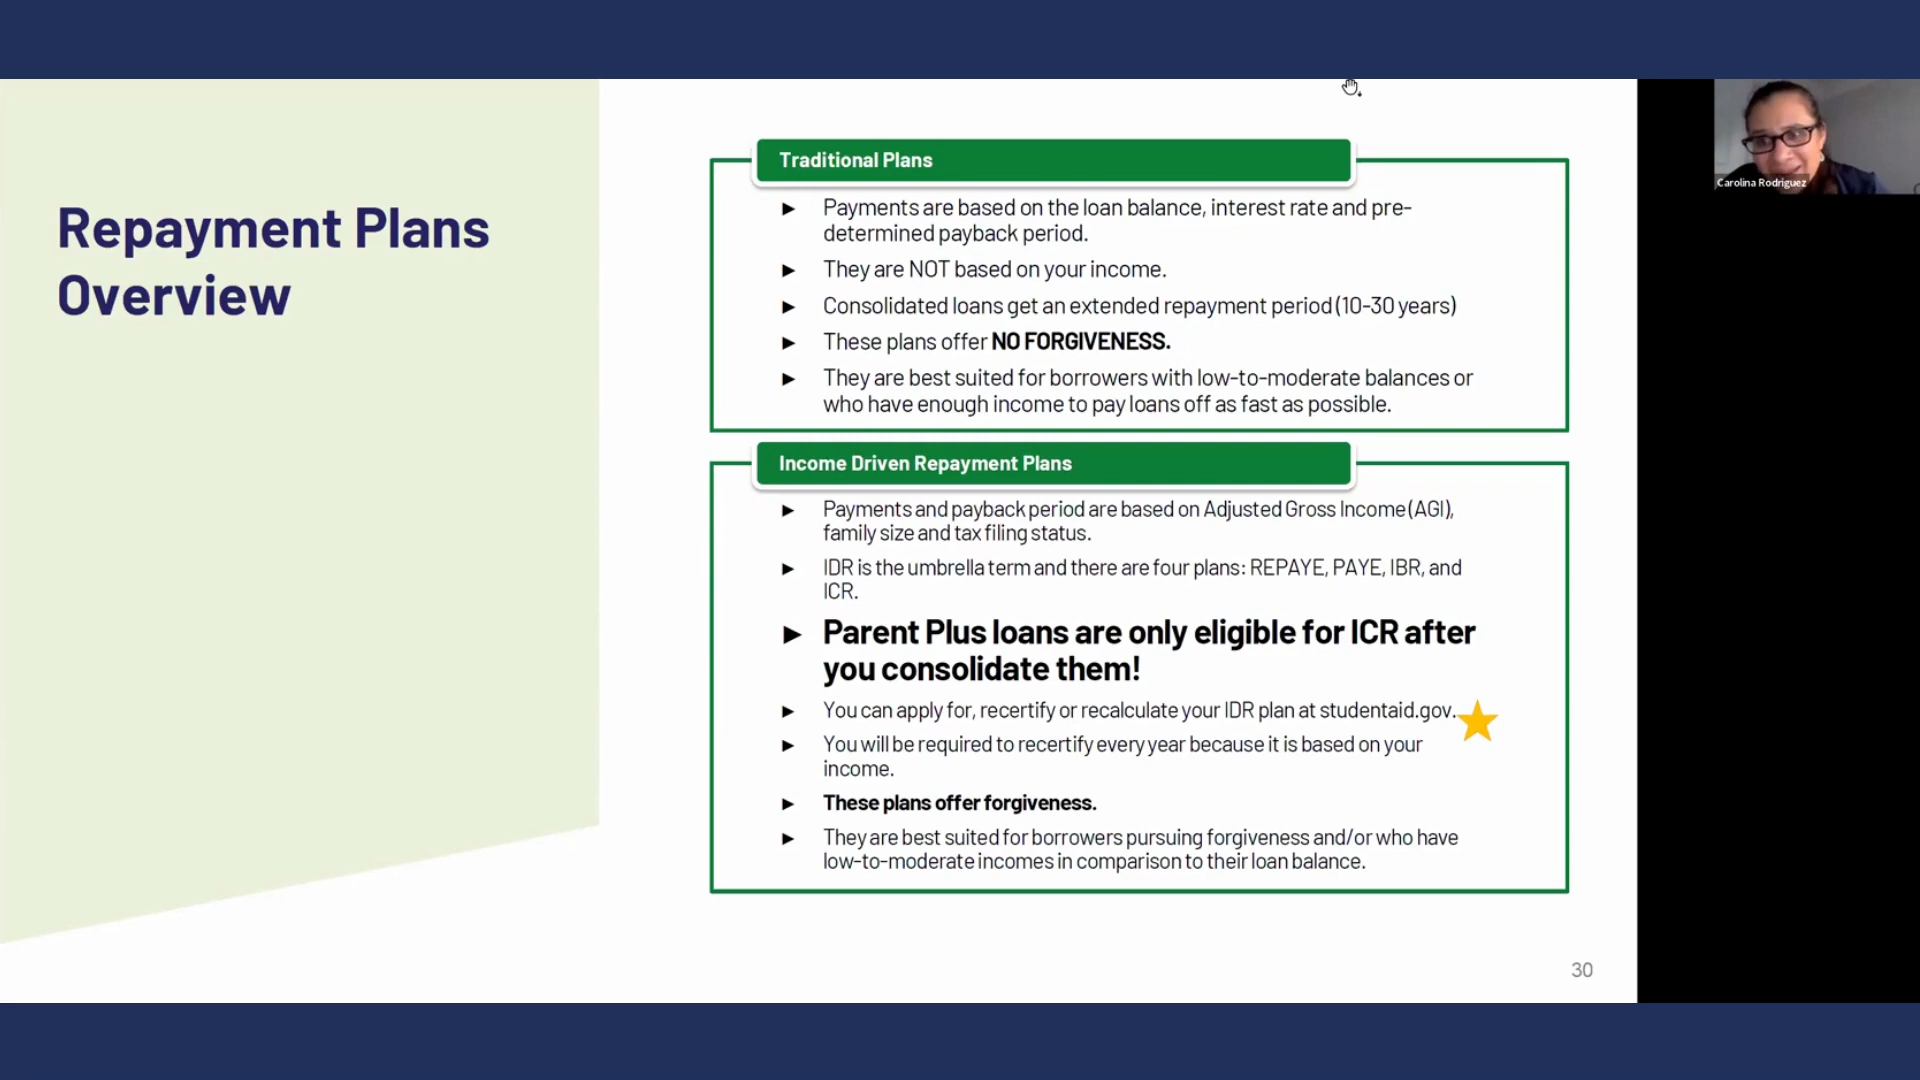 Repayment Plans
Overview
Traditional Plans
► Payments are based on the loan balance, interest rate and pre-
determined payback period.
► They are NOT based on your income.
► Consolidated loans get an extended repayment period (10-30 years)
► These plans offer NO FORGIVENESS.
► They are best suited for borrowers with low-to-moderate balances or
who have enough income to pay loans off as fast as possible.
Income Driven Repayment Plans
► Payments and payback period are based on Adjusted Gross Income (AGI),
family size and tax filing status.
► IDR is the umbrella term and there are four plans: REPAYE, PAYE, IBR, and
ICR.
► Parent Plus loans are only eligible for ICR after
you consolidate them!
► You can apply for, recertify or recalculate your IDR plan at studentaid.gov.
► You will be required to recertify every year because it is based on your
income.
► These plans offer forgiveness.
► They are best suited for borrowers pursuing forgiveness and/or who have
low-to-moderate incomes in comparison to their loan balance.
30
Carolina Rodriguez